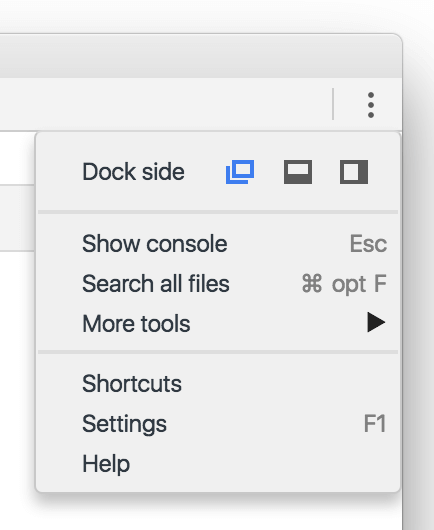 Dock side
Show console Esc
Search all files ⌘ opt F
More tools
Shortcuts
Settings F1
Help